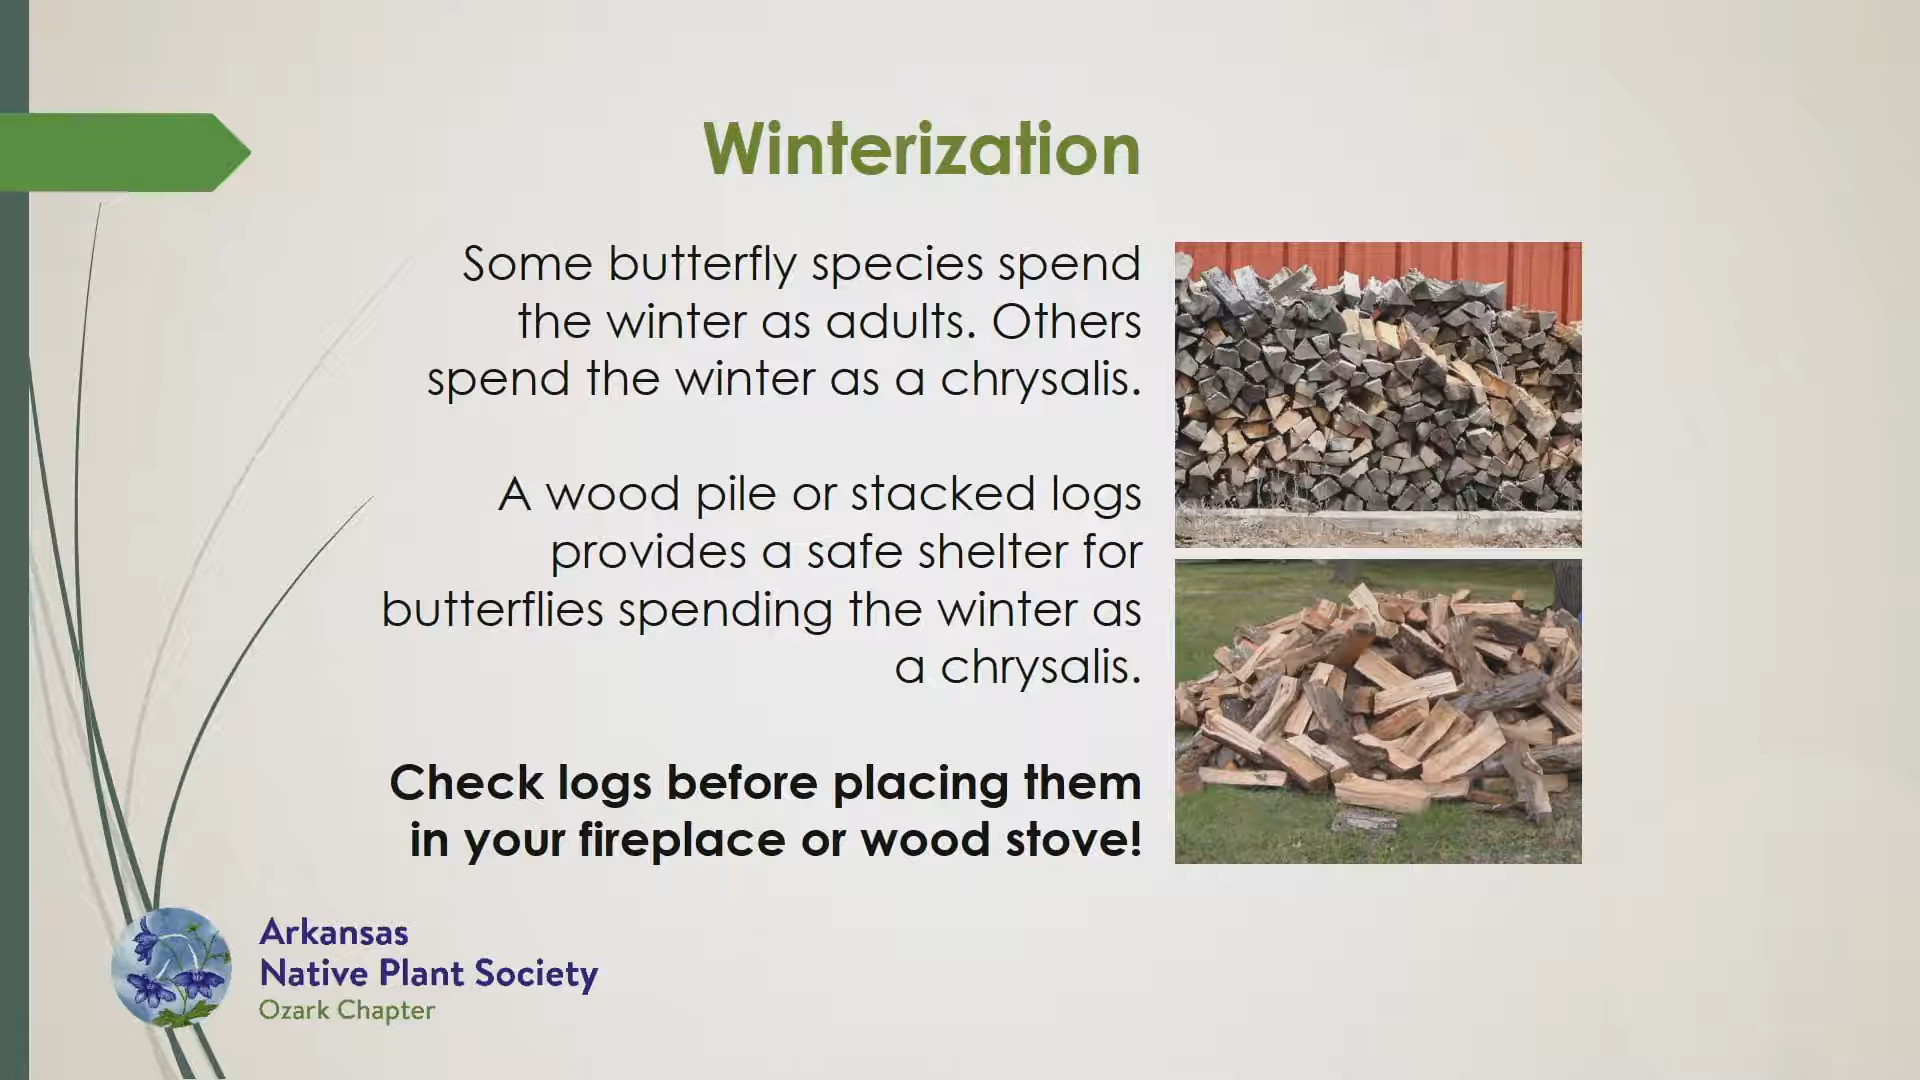 Winterization
Some butterfly species spend
the winter as adults. Others
spend the winter as a chrysalis.
A wood pile or stacked logs
provides a safe shelter for
butterflies spending the winter as
a chrysalis.
Check logs before placing them
in your fireplace or wood stove!
Arkansas
Native Plant Society
Ozark Chapter